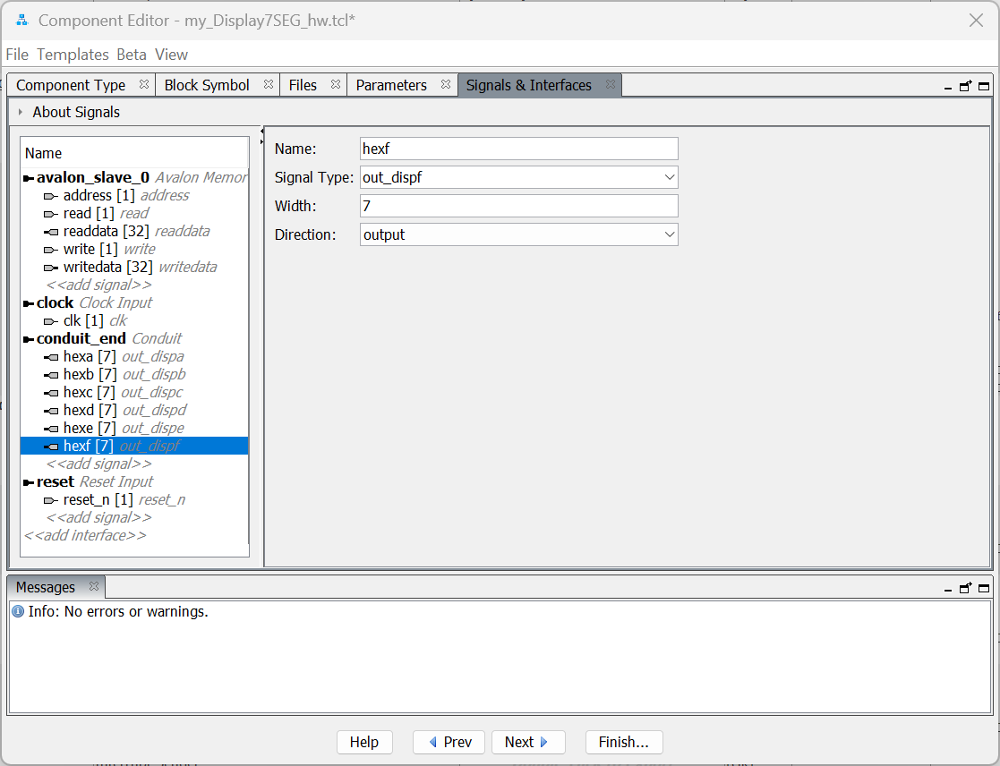 Component Editor - my_Display7SEG_hw.tcl*
File Templates Beta View
Component Type Block Symbol Files Parameters Signals & Interfaces
About Signals
Name
avalon_slave_0 Avalon Memor
address [1] address
read [1] read
readdata [32] readdata
write [1] write
writedata [32] writedata
<<add signal>>
clock Clock Input
clk [1] clk
conduit_end Conduit
hexa [7] out_dispa
hexb [7] out_dispb
hexc [7] out_dispc
hexd [7] out_dispd
hexe [7] out_dispe
hexf [7] out_dispf
<<add signal>>
reset Reset Input
reset_n [1] reset_n
<<add signal>>
<<add interface>>
Name: hexf
Signal Type: out_dispf
Width: 7
Direction: output
Messages
Info: No errors or warnings.
Help Prev Next Finish...